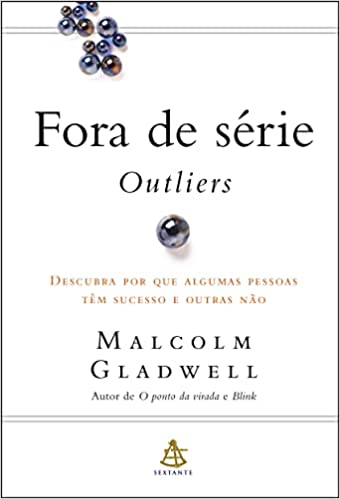 Fora de série
Outliers
DESCUBRA POR QUE ALGUMAS PESSOAS
TÊM SUCESSO E OUTRAS NÃO
MALCOLM
GLADWELL
Autor de O ponto da virada e Blink
SEXTANTE